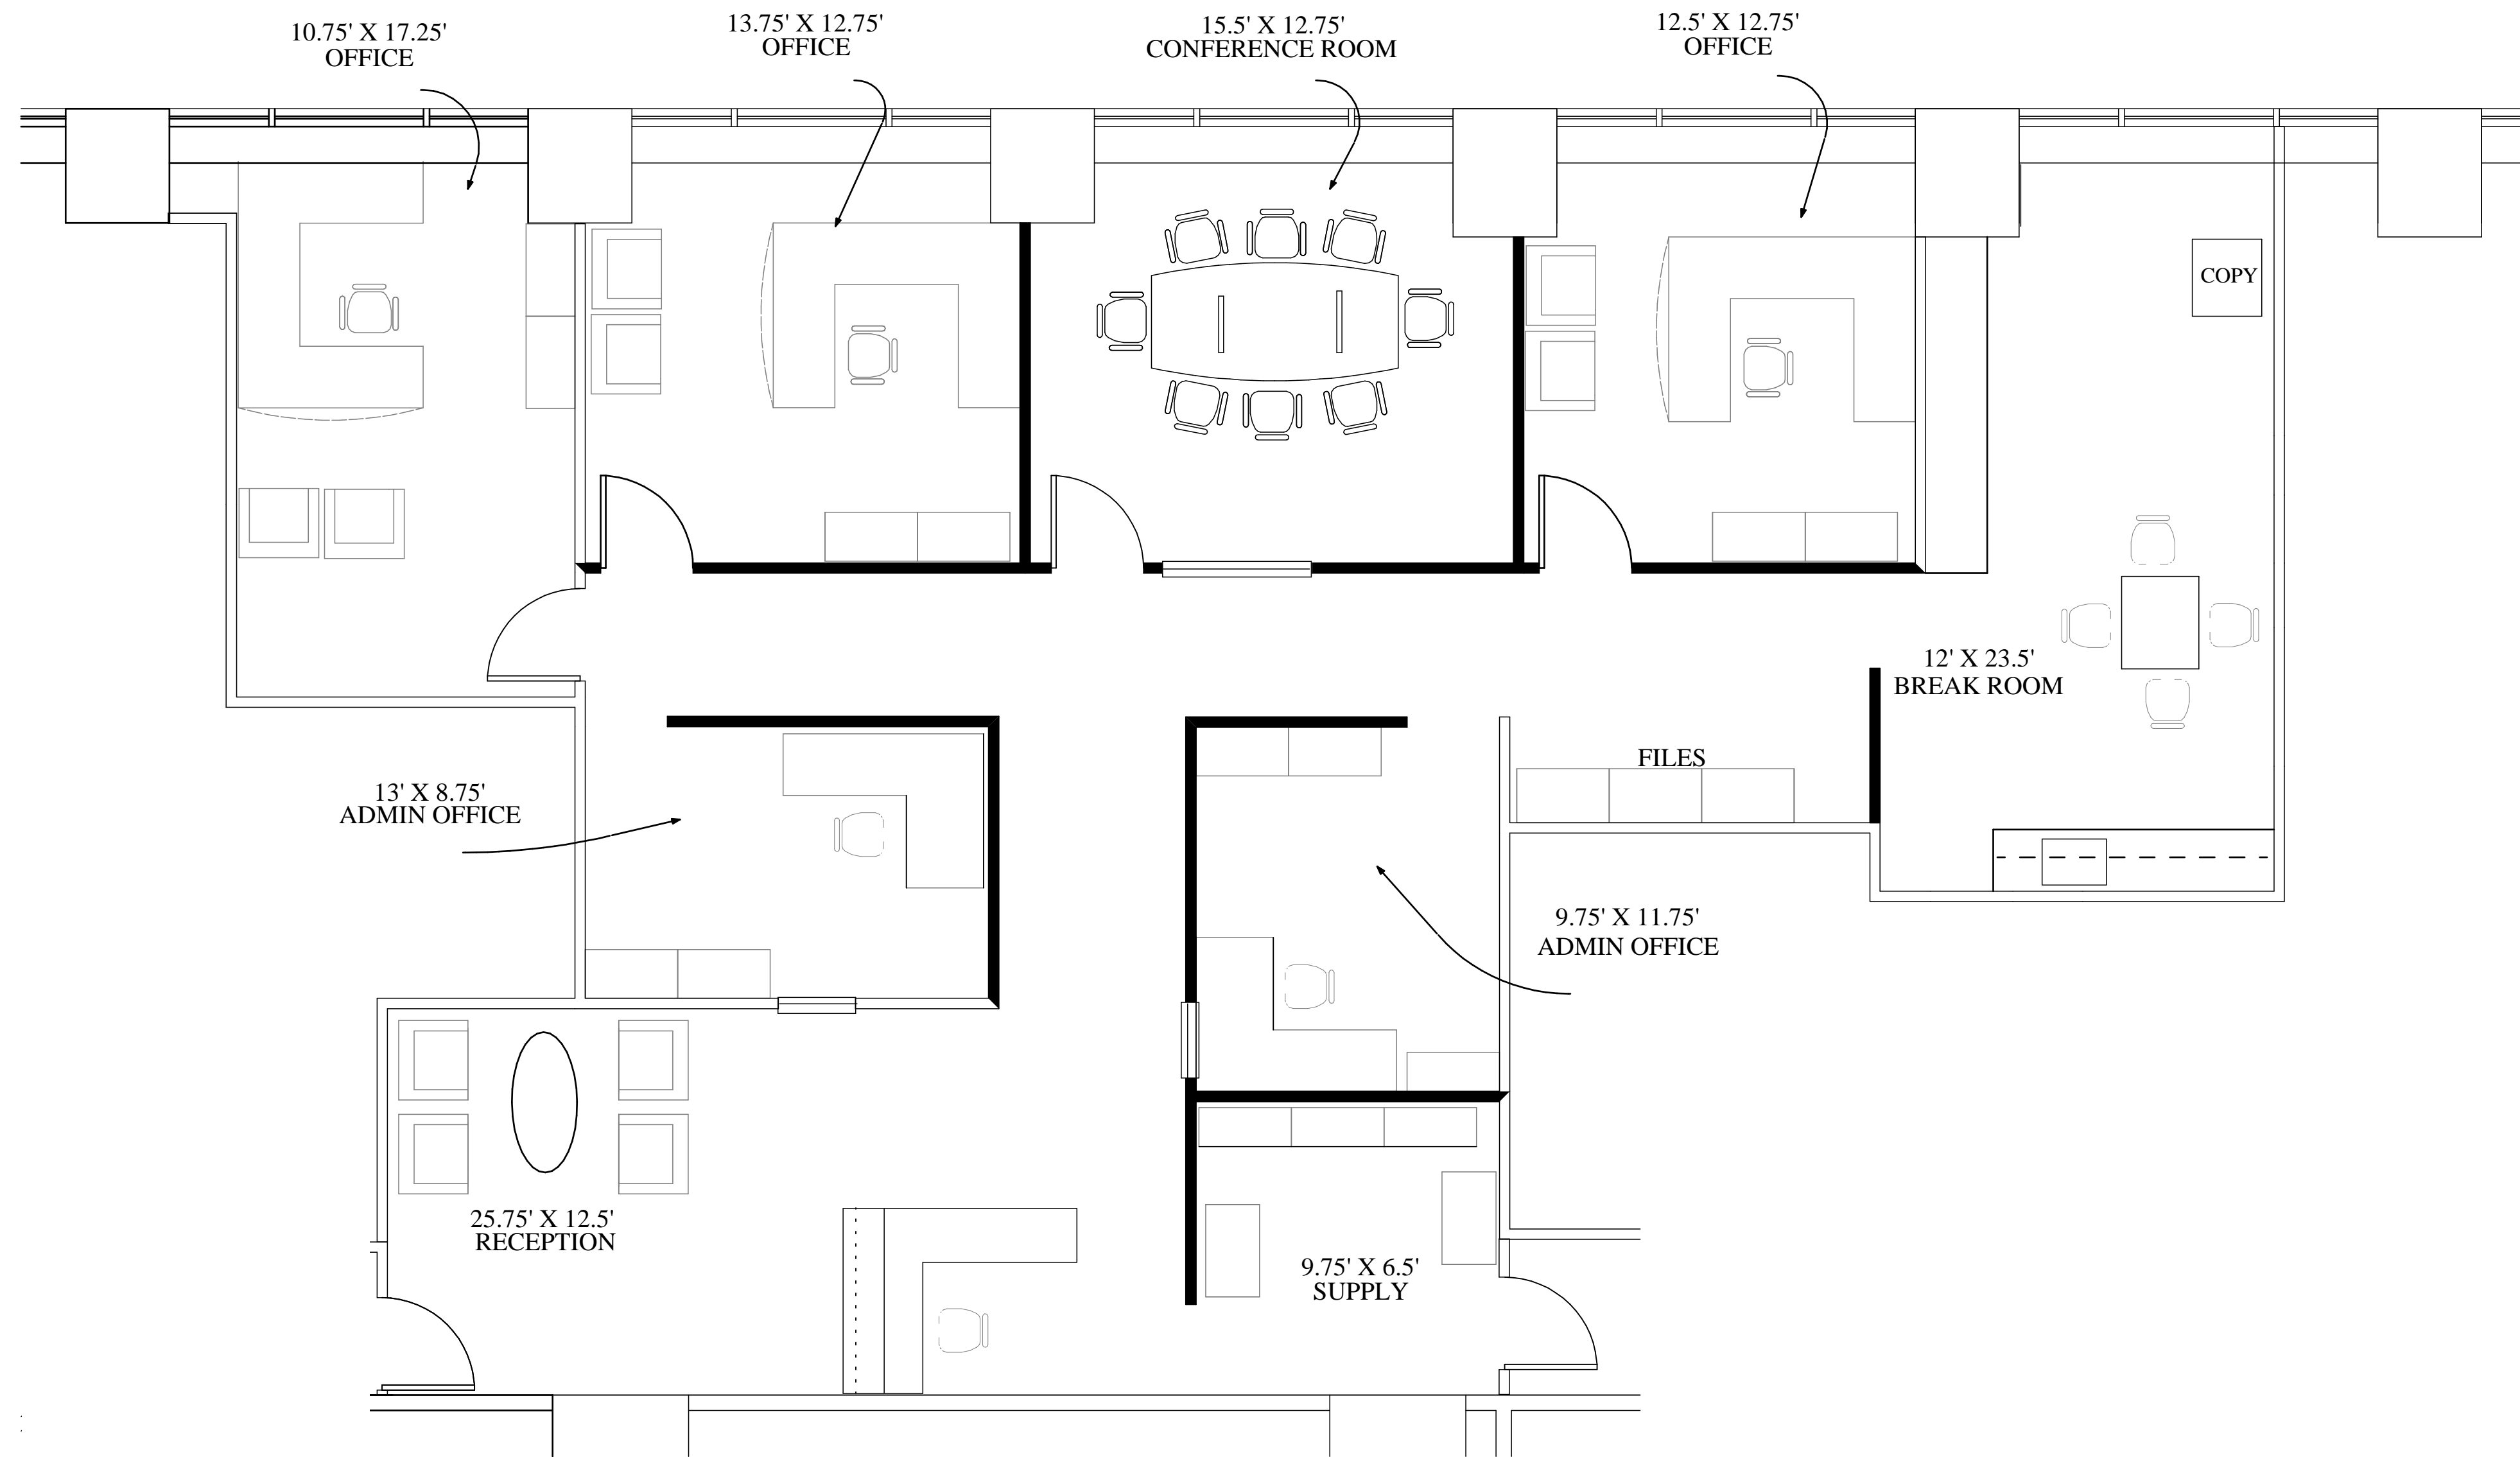 10.75' X 17.25'
OFFICE
13.75' X 12.75'
OFFICE
15.5' X 12.75'
CONFERENCE ROOM
12.5' X 12.75'
OFFICE
COPY
12' X 23.5'
BREAK ROOM
FILES
13' X 8.75'
ADMIN OFFICE
9.75' X 11.75'
ADMIN OFFICE
25.75' X 12.5'
RECEPTION
9.75' X 6.5'
SUPPLY